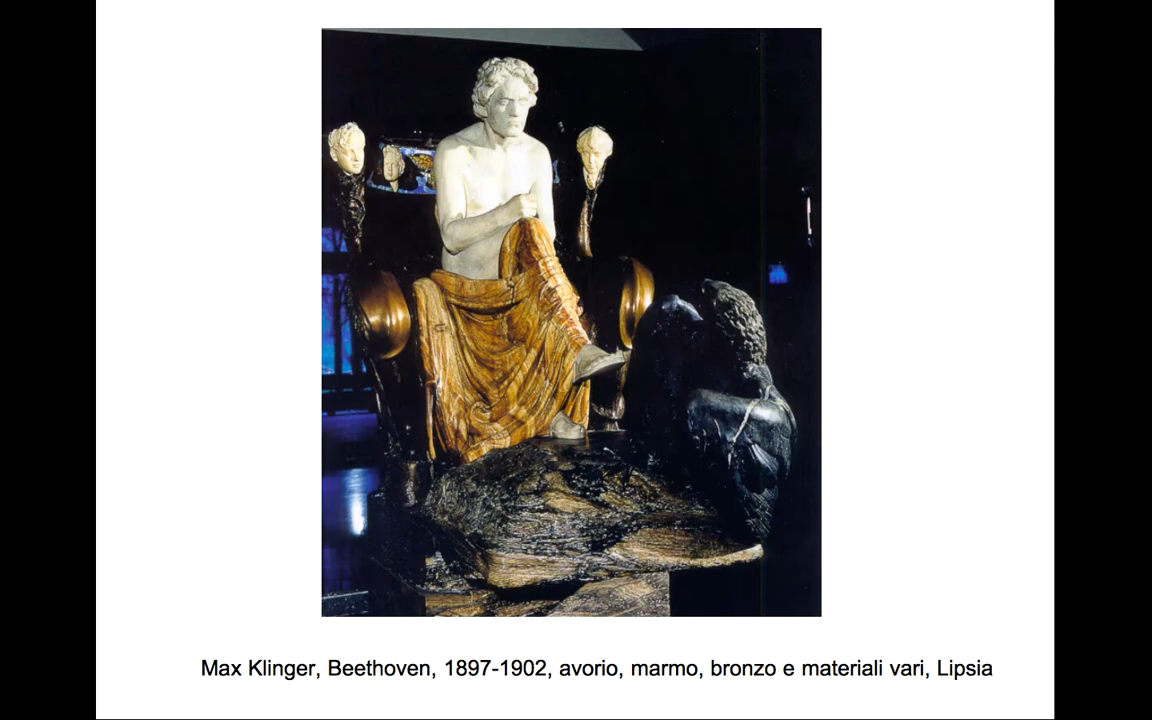 Max Klinger, Beethoven, 1897-1902, avorio, marmo, bronzo e materiali vari, Lipsia